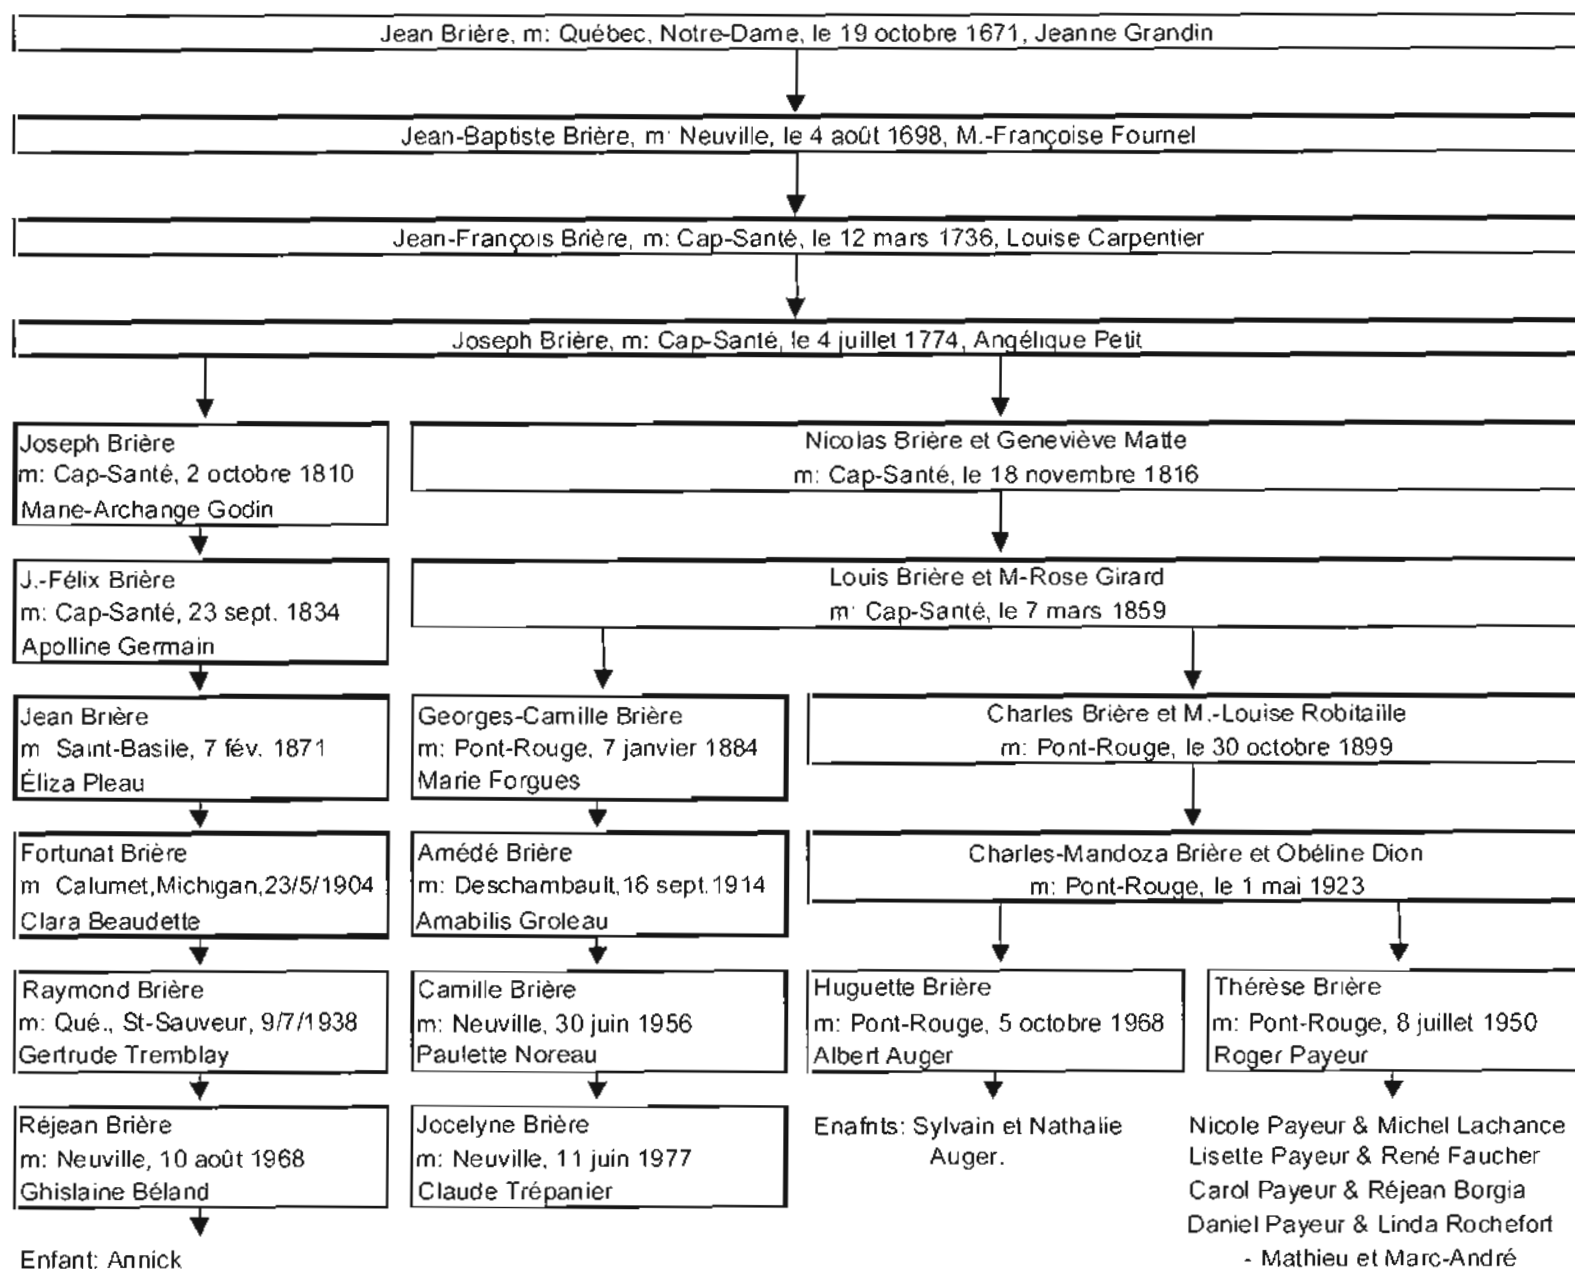 Jean Brière, m: Québec, Notre-Dame, le 19 octobre 1671, Jeanne Grandin
Jean-Baptiste Brière, m: Neuville, le 4 août 1698, M.-Françoise Fournel
Jean-François Brière, m: Cap-Santé, le 12 mars 1736, Louise Carpentier
Joseph Brière, m: Cap-Santé, le 4 juillet 1774, Angélique Petit
Joseph Brière
m: Cap-Santé, 2 octobre 1810
Marie-Archange Godin
Nicolas Brière et Geneviève Matte
m: Cap-Santé, le 18 novembre 1816
J.-Félix Brière
m: Cap-Santé, 23 sept. 1834
Apolline Germain
Louis Brière et M-Rose Girard
m: Cap-Santé, le 7 mars 1859
Jean Brière
m Saint-Basile, 7 fév. 1871
Éliza Pleau
Georges-Camille Brière
m: Pont-Rouge, 7 janvier 1884
Marie Forgues
Charles Brière et M.-Louise Robitaille
m: Pont-Rouge, le 30 octobre 1899
Fortunat Brière
m Calumet,Michigan,23/5/1904
Clara Beaudette
Amédé Brière
m: Deschambault,16 sept.1914
Amabilis Groleau
Charles-Mandoza Brière et Obéline Dion
m: Pont-Rouge, le 1 mai 1923
Raymond Brière
m: Qué., St-Sauveur, 9/7/1938
Gertrude Tremblay
Camille Brière
m: Neuville, 30 juin 1956
Paulette Noreau
Huguette Brière
m: Pont-Rouge, 5 octobre 1968
Albert Auger
Thérèse Brière
m: Pont-Rouge, 8 juillet 1950
Roger Payeur
Réjean Brière
m: Neuville, 10 août 1968
Ghislaine Béland
Jocelyne Brière
m: Neuville, 11 juin 1977
Claude Trépanier
Enafnts: Sylvain et Nathalie
Auger.
Nicole Payeur & Michel Lachance
Lisette Payeur & René Faucher
Carol Payeur & Réjean Borgia
Daniel Payeur & Linda Rochefort
- Mathieu et Marc-André
Enfant: Annick